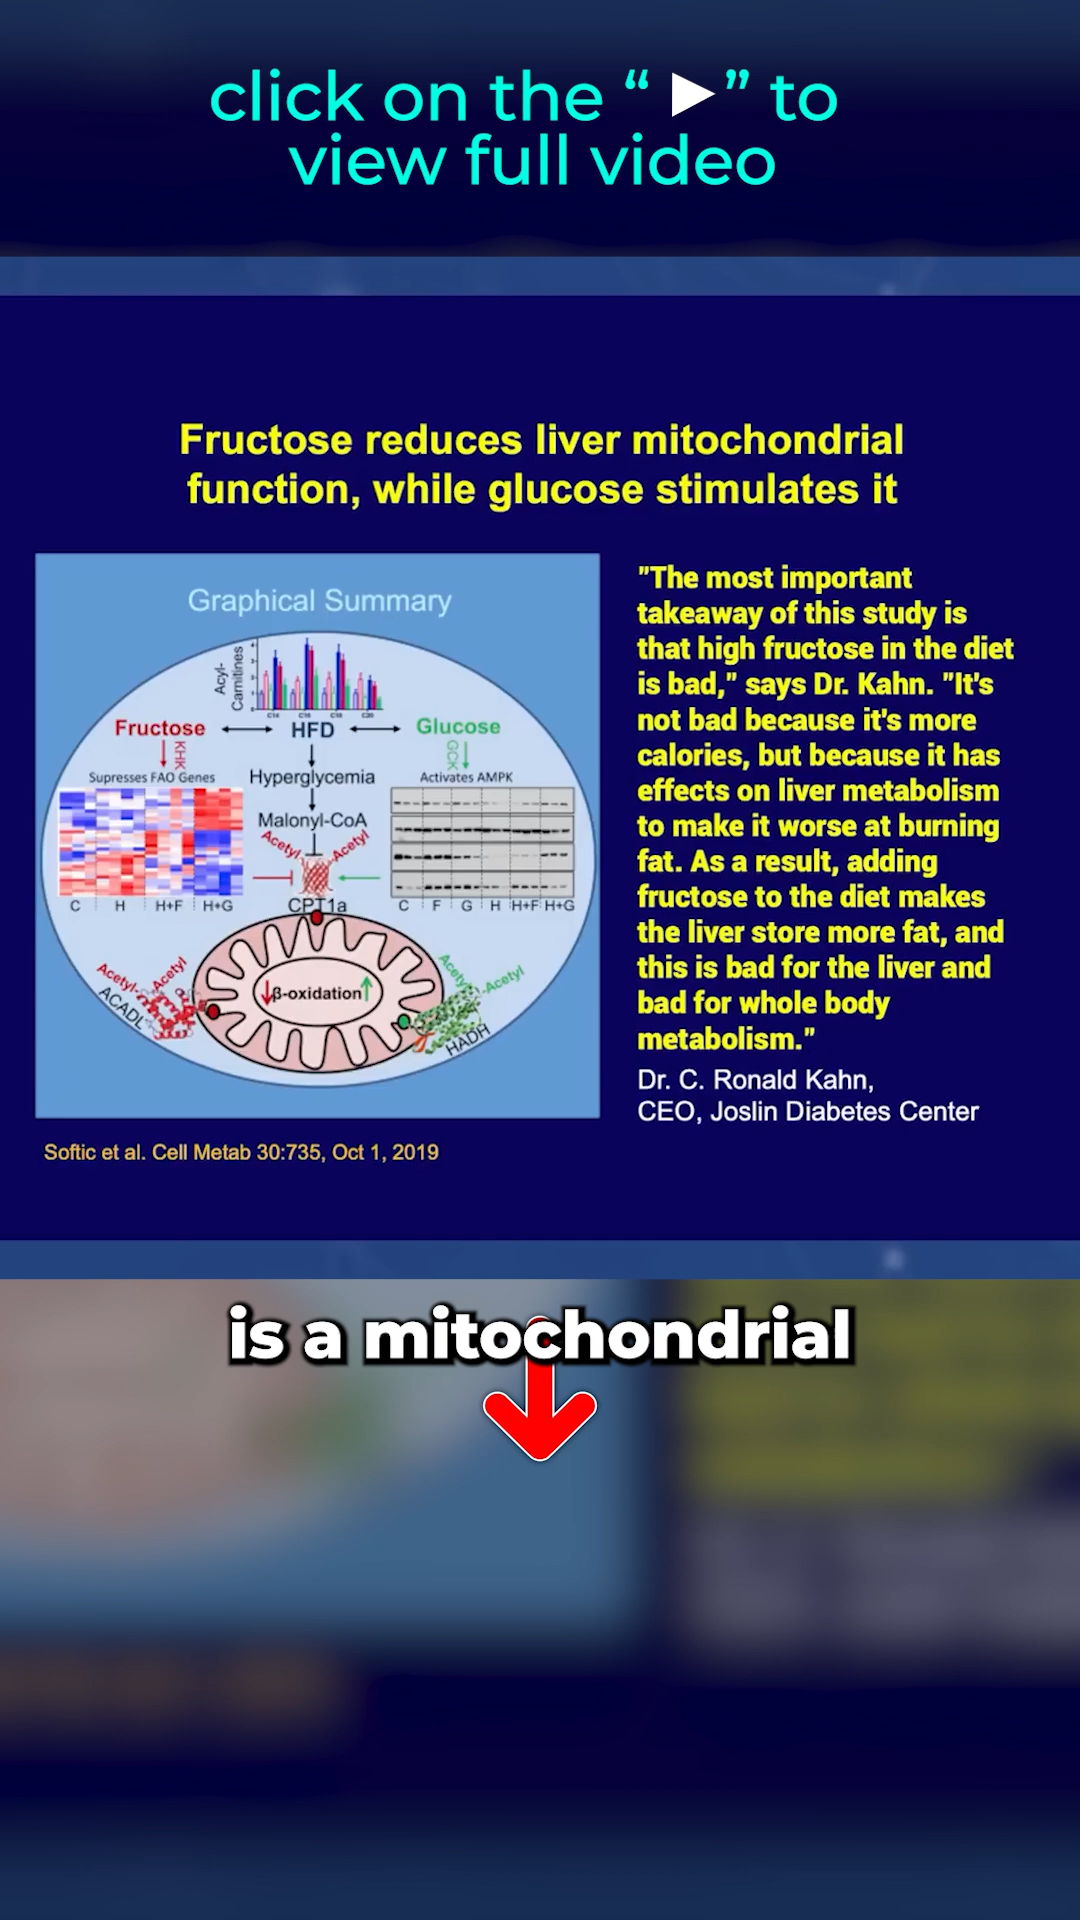 click on the “ ▶” to
view full video
Fructose reduces liver mitochondrial
function, while glucose stimulates it
Graphical Summary
Acyl-
Carnitines
C14 C16 C18 C20
Fructose HFD Glucose
KHK
GCK
Supresses FAO Genes
Hyperglycemia
Activates AMPK
Malonyl-CoA
Acetyl Acetyl
C H H+F H+G
CPT1a
C F G H H+F H+G
β-oxidation
Acetyl-Acetyl
ACADL
Acetyl-Acetyl
HADH
"The most important
takeaway of this study is
that high fructose in the diet
is bad," says Dr. Kahn. "It's
not bad because it's more
calories, but because it has
effects on liver metabolism
to make it worse at burning
fat. As a result, adding
fructose to the diet makes
the liver store more fat, and
this is bad for the liver and
bad for whole body
metabolism."
Dr. C. Ronald Kahn,
CEO, Joslin Diabetes Center
Softic et al. Cell Metab 30:735, Oct 1, 2019
is a mitochondrial